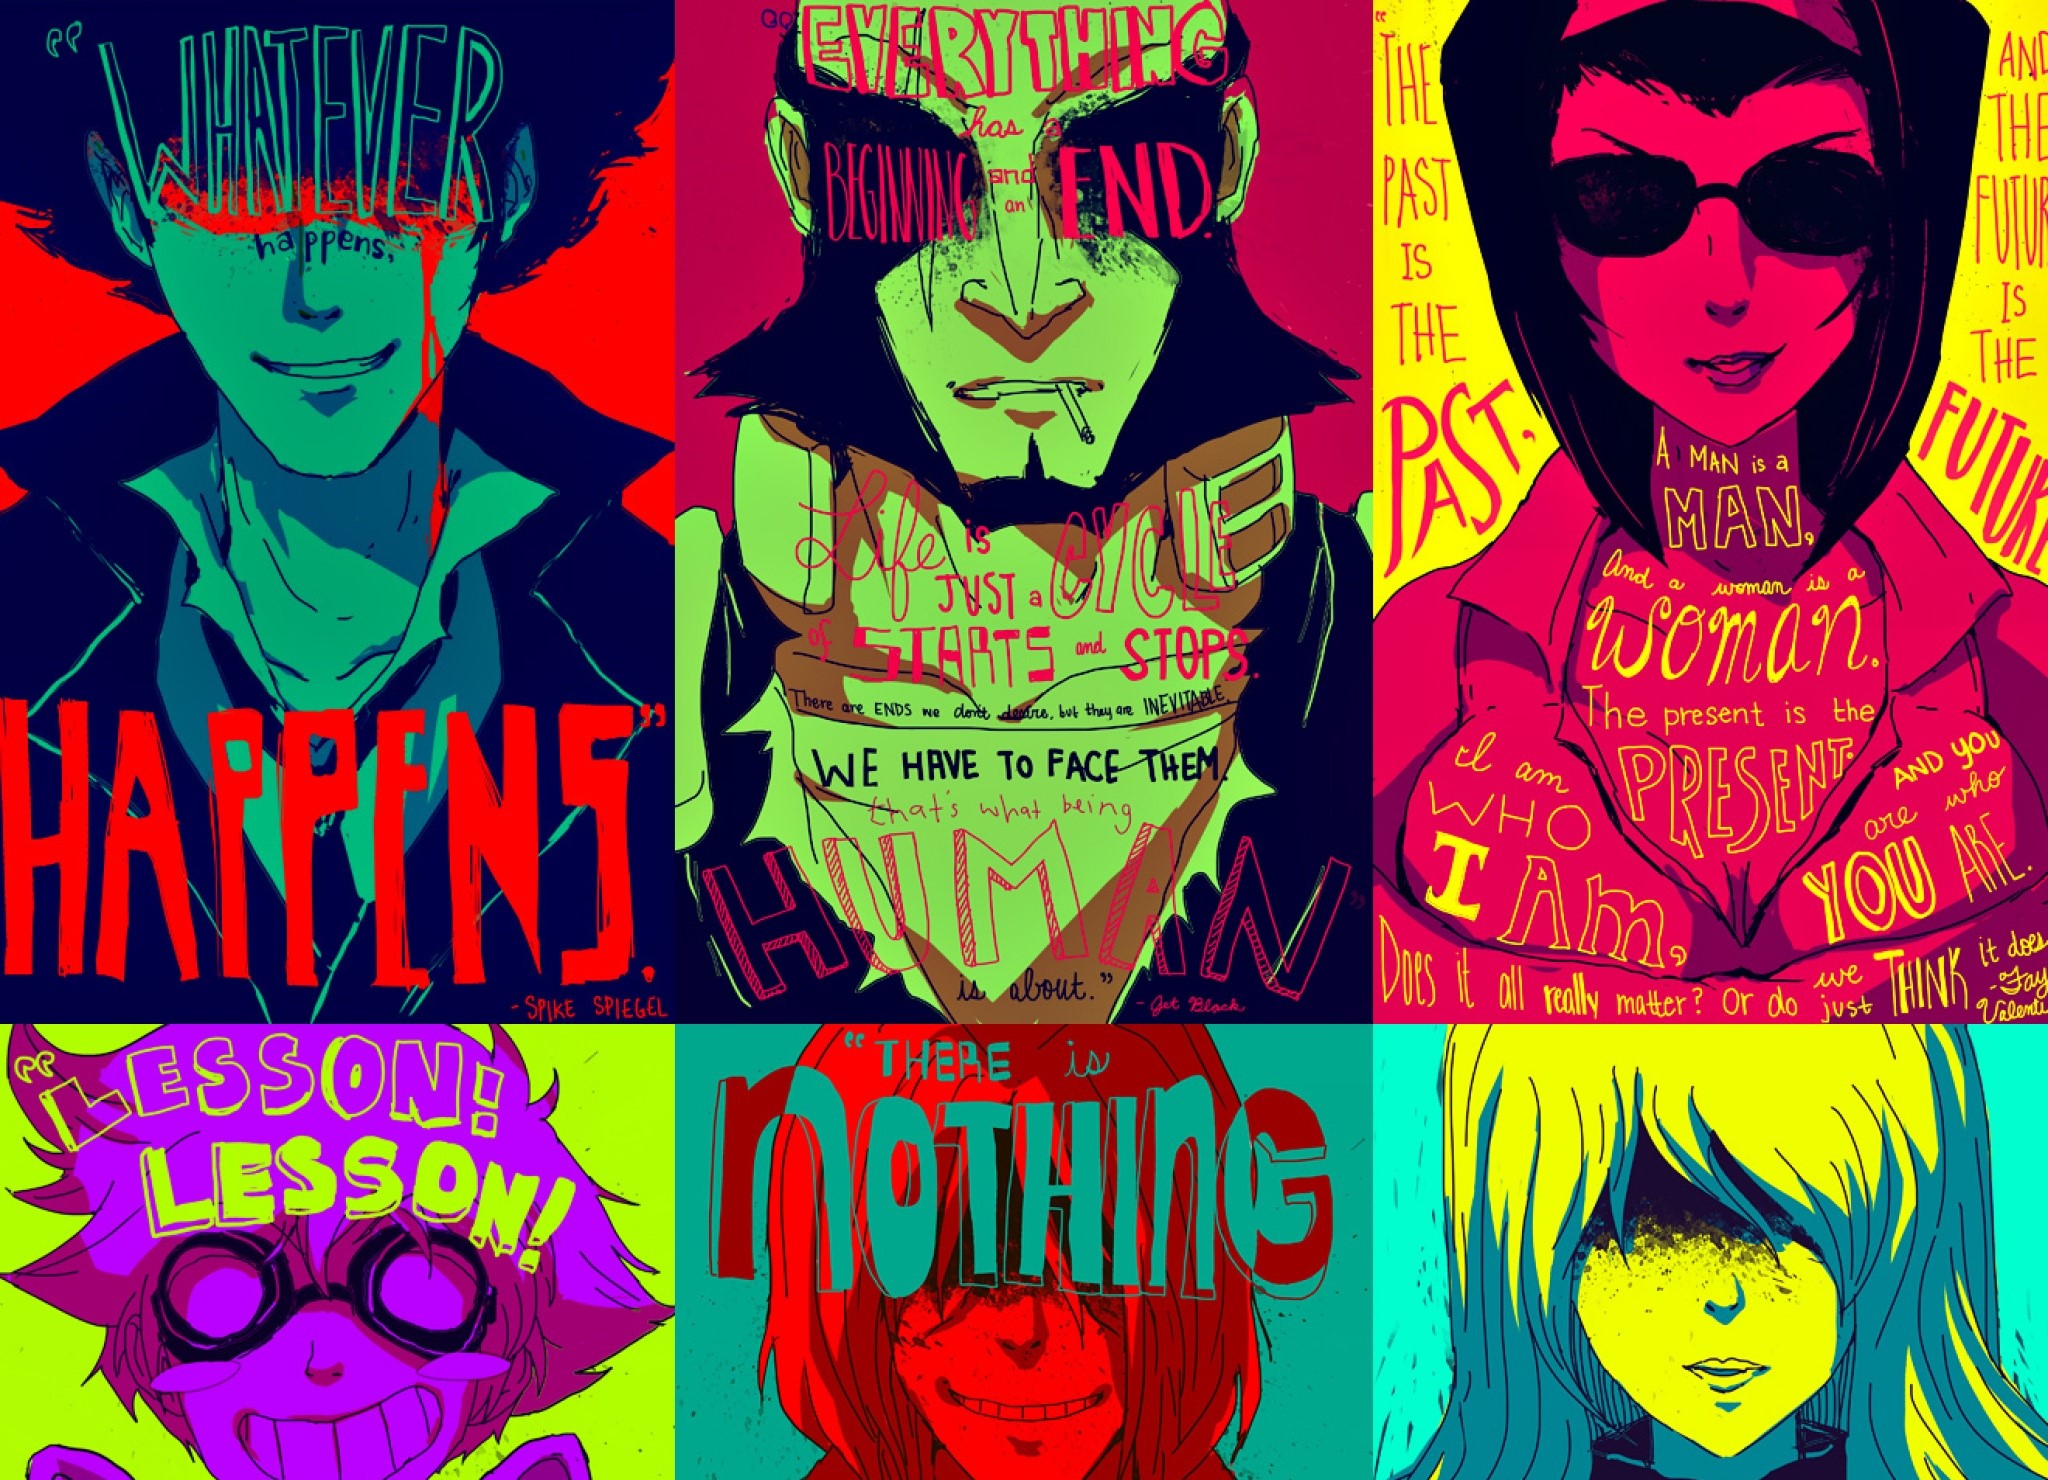 "WHATEVER
happens,
HAPPENS."
- SPIKE SPIEGEL
"EVERYTHING
has a
BEGINNING and an END.
Life is
JUST a CYCLE
of STARTS and STOPS.
There are ENDS we don't desire, but they are INEVITABLE.
WE HAVE TO FACE THEM.
that's what being
HUMAN
is about."
- Jet Black
"THE
PAST
IS
THE
PAST,
AND
THE
FUTUR
IS
THE
FUTURE
A MAN IS A
MAN,
And a woman is a
woman.
The present is the
PRESENT.
I am
WHO
I Am,
AND YOU
are who
YOU ARE.
Does it all really matter? Or do we just THINK it does
- Fay
Valenti
"LESSON!
LESSON!
"THERE is
NOTHING